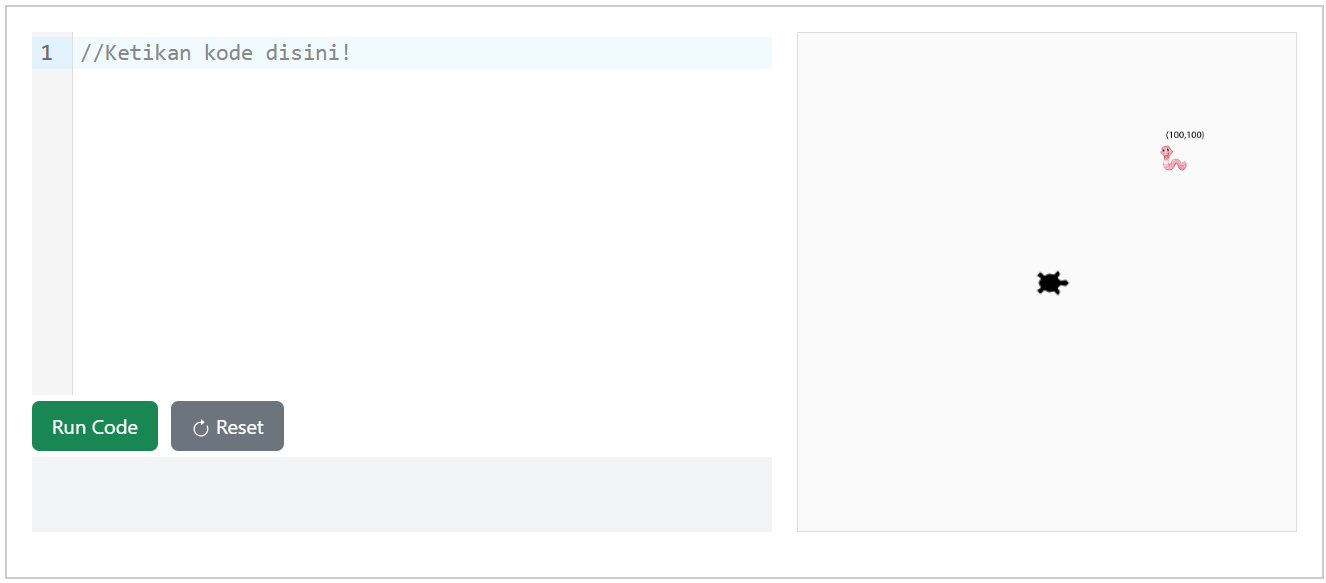 1
//Ketikan kode disini!
(100,100)
Run Code
Reset